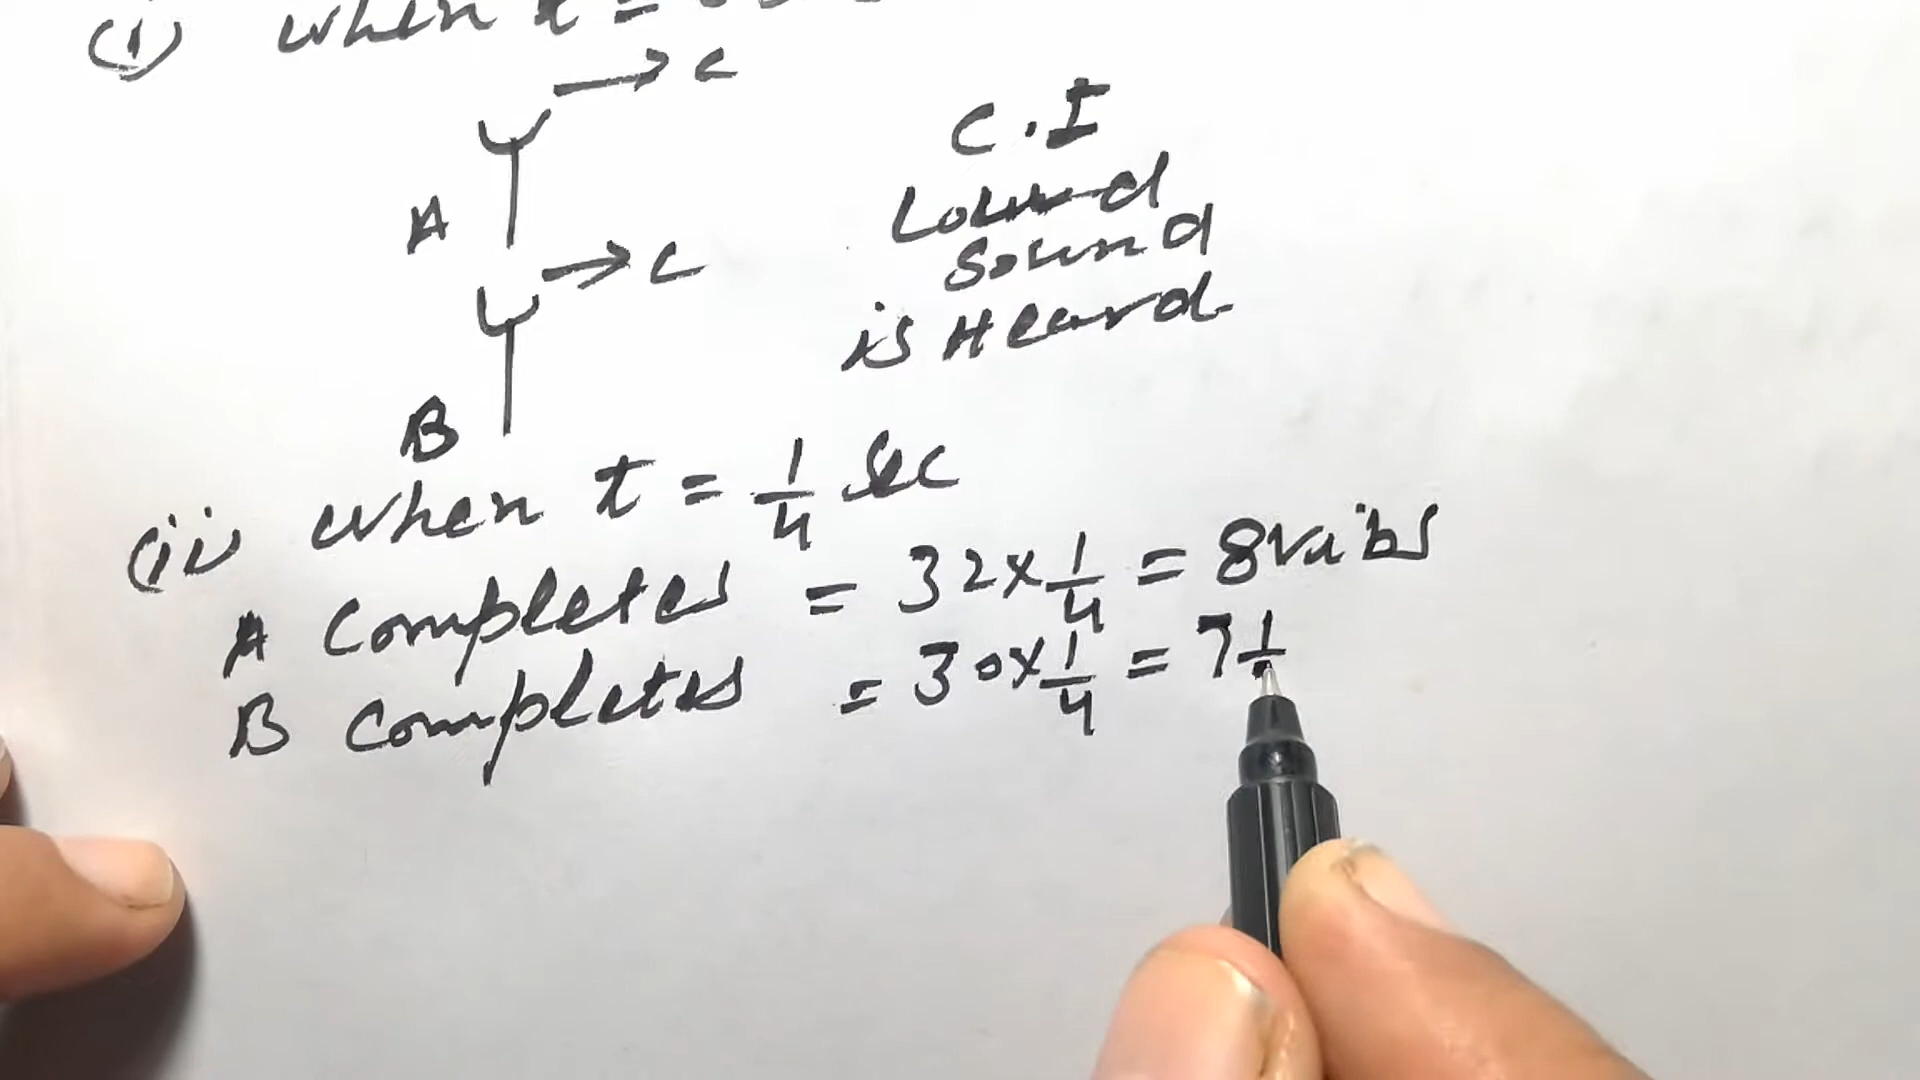 (i) when t =
C
A
C
B
C.I
Loud
Sound
is Heard
(ii) when t = 1/4 sec
A Completes = 32 x 1/4 = 8 vibs
B Completes = 30 x 1/4 = 7 1/